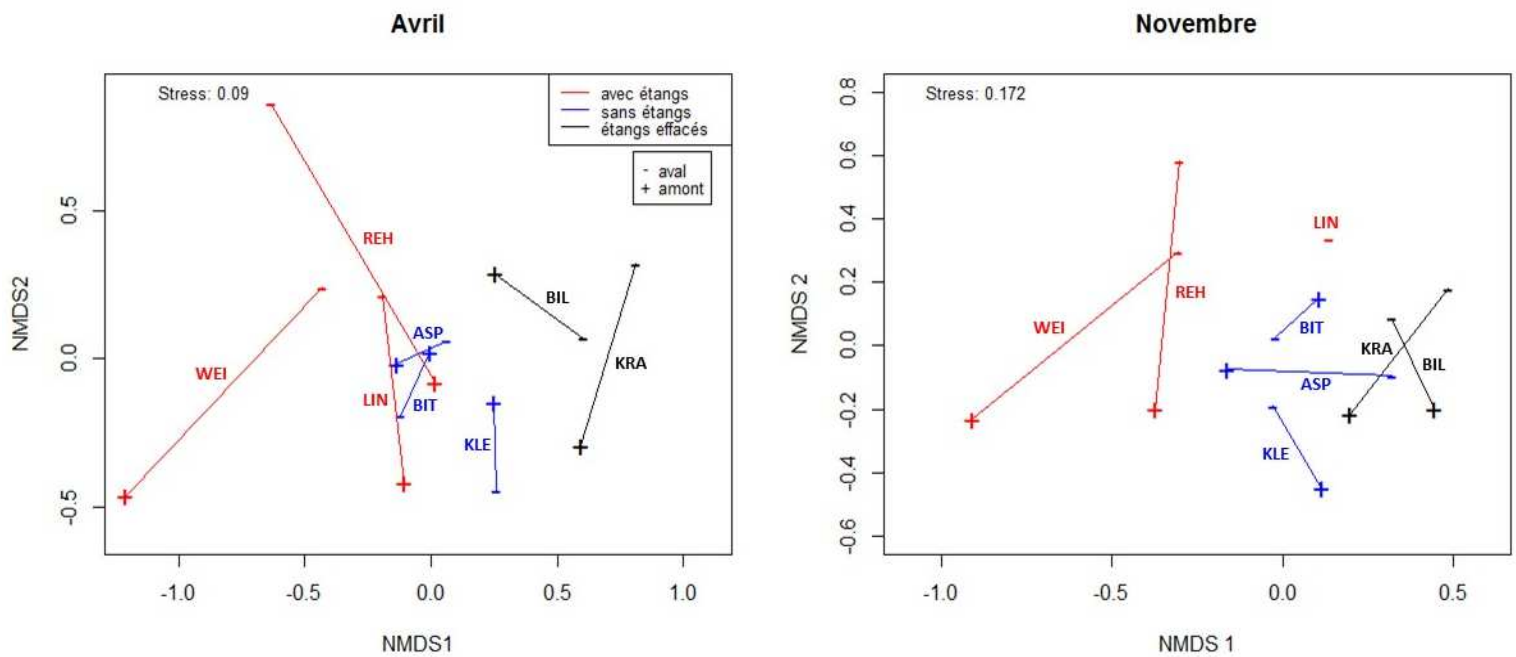 Avril
Stress: 0.09
avec étangs
sans étangs
étangs effacés
- aval
+ amont
REH
WEI
LIN
ASP
BIT
KLE
BIL
KRA
0.5
0.0
-0.5
NMDS2
-1.0 -0.5 0.0 0.5 1.0
NMDS1
Novembre
Stress: 0.172
LIN
REH
WEI
BIT
KRA
BIL
ASP
KLE
0.8
0.6
0.4
0.2
0.0
-0.2
-0.4
-0.6
NMDS 2
-1.0 -0.5 0.0 0.5
NMDS 1